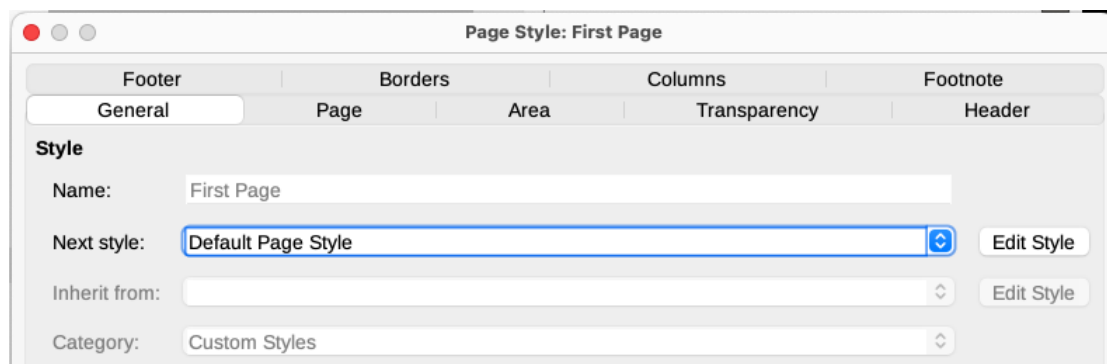 Page Style: First Page
Footer Borders Columns Footnote
General Page Area Transparency Header
Style
Name: First Page
Next style: Default Page Style Edit Style
Inherit from: Edit Style
Category: Custom Styles